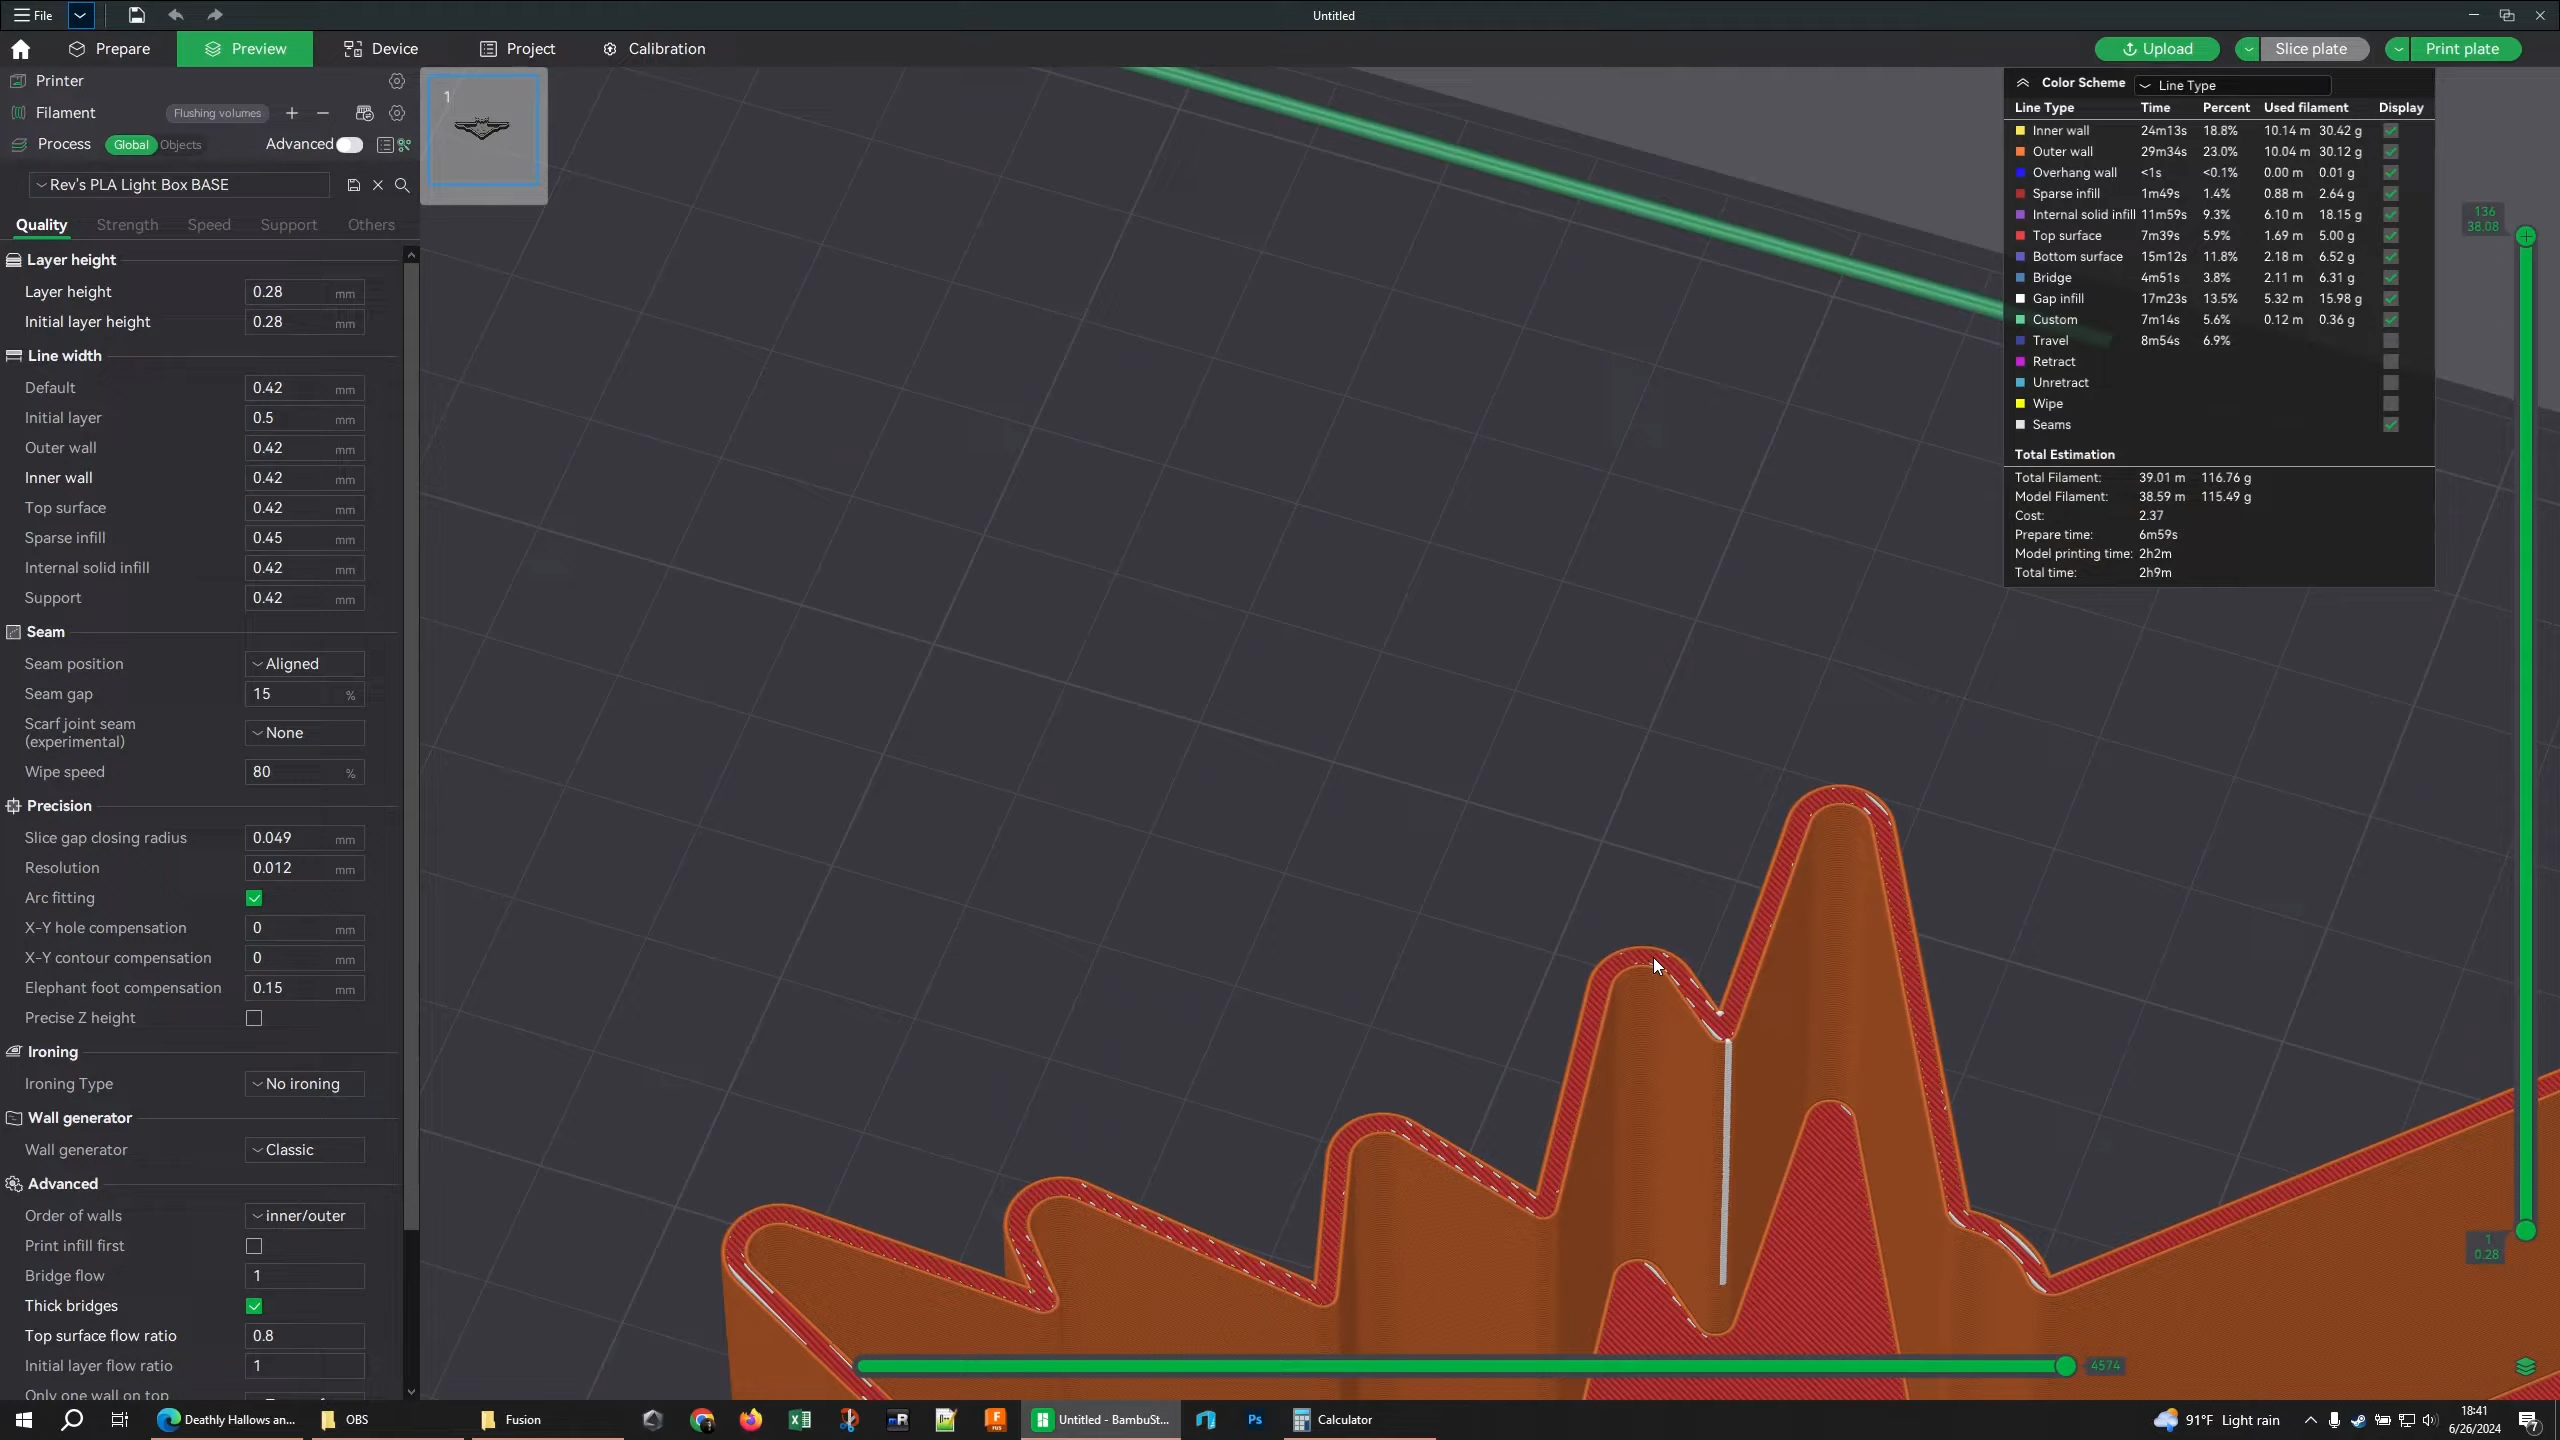 File
Untitled
Prepare
Preview
Device
Project
Calibration
Upload
Slice plate
Print plate
Printer
Filament
Flushing volumes
Process
Global
Objects
Advanced
Rev's PLA Light Box BASE
Quality
Strength
Speed
Support
Others
Layer height
Layer height 0.28 mm
Initial layer height 0.28 mm
Line width
Default 0.42 mm
Initial layer 0.5 mm
Outer wall 0.42 mm
Inner wall 0.42 mm
Top surface 0.42 mm
Sparse infill 0.45 mm
Internal solid infill 0.42 mm
Support 0.42 mm
Seam
Seam position Aligned
Seam gap 15 %
Scarf joint seam
(experimental) None
Wipe speed 80 %
Precision
Slice gap closing radius 0.049 mm
Resolution 0.012 mm
Arc fitting
X-Y hole compensation 0 mm
X-Y contour compensation 0 mm
Elephant foot compensation 0.15 mm
Precise Z height
Ironing
Ironing Type No ironing
Wall generator
Wall generator Classic
Advanced
Order of walls inner/outer
Print infill first
Bridge flow 1
Thick bridges
Top surface flow ratio 0.8
Initial layer flow ratio 1
Only one wall on top
1
Color Scheme Line Type
Line Type Time Percent Used filament Display
Inner wall 24m13s 18.8% 10.14 m 30.42 g
Outer wall 29m34s 23.0% 10.04 m 30.12 g
Overhang wall <1s <0.1% 0.00 m 0.01 g
Sparse infill 1m49s 1.4% 0.88 m 2.64 g
Internal solid infill 11m59s 9.3% 6.10 m 18.15 g
Top surface 7m39s 5.9% 1.69 m 5.00 g
Bottom surface 15m12s 11.8% 2.18 m 6.52 g
Bridge 4m51s 3.8% 2.11 m 6.31 g
Gap infill 17m23s 13.5% 5.32 m 15.98 g
Custom 7m14s 5.6% 0.12 m 0.36 g
Travel 8m54s 6.9%
Retract
Unretract
Wipe
Seams
Total Estimation
Total Filament: 39.01 m 116.76 g
Model Filament: 38.59 m 115.49 g
Cost: 2.37
Prepare time: 6m59s
Model printing time: 2h2m
Total time: 2h9m
136
38.08
1
0.28
4574
Deathly Hallows an...
OBS
Fusion
Untitled - BambuSt...
Ps
Calculator
91°F Light rain
18:41
6/26/2024
7